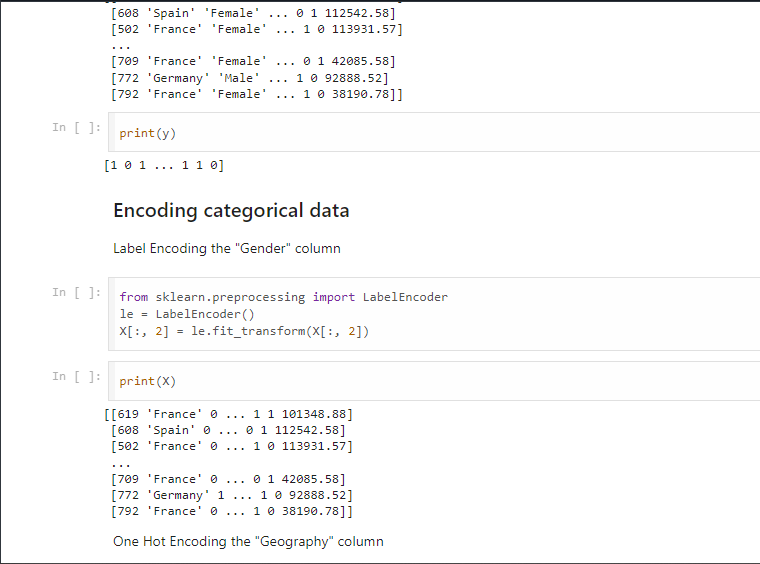 [608 'Spain' 'Female' ... 0 1 112542.58]
[502 'France' 'Female' ... 1 0 113931.57]
...
[709 'France' 'Female' ... 0 1 42085.58]
[772 'Germany' 'Male' ... 1 0 92888.52]
[792 'France' 'Female' ... 1 0 38190.78]]
In [ ]: print(y)
[1 0 1 ... 1 1 0]
Encoding categorical data
Label Encoding the "Gender" column
In [ ]: from sklearn.preprocessing import LabelEncoder
le = LabelEncoder()
X[:, 2] = le.fit_transform(X[:, 2])
In [ ]: print(X)
[[619 'France' 0 ... 1 1 101348.88]
[608 'Spain' 0 ... 0 1 112542.58]
[502 'France' 0 ... 1 0 113931.57]
...
[709 'France' 0 ... 0 1 42085.58]
[772 'Germany' 1 ... 1 0 92888.52]
[792 'France' 0 ... 1 0 38190.78]]
One Hot Encoding the "Geography" column